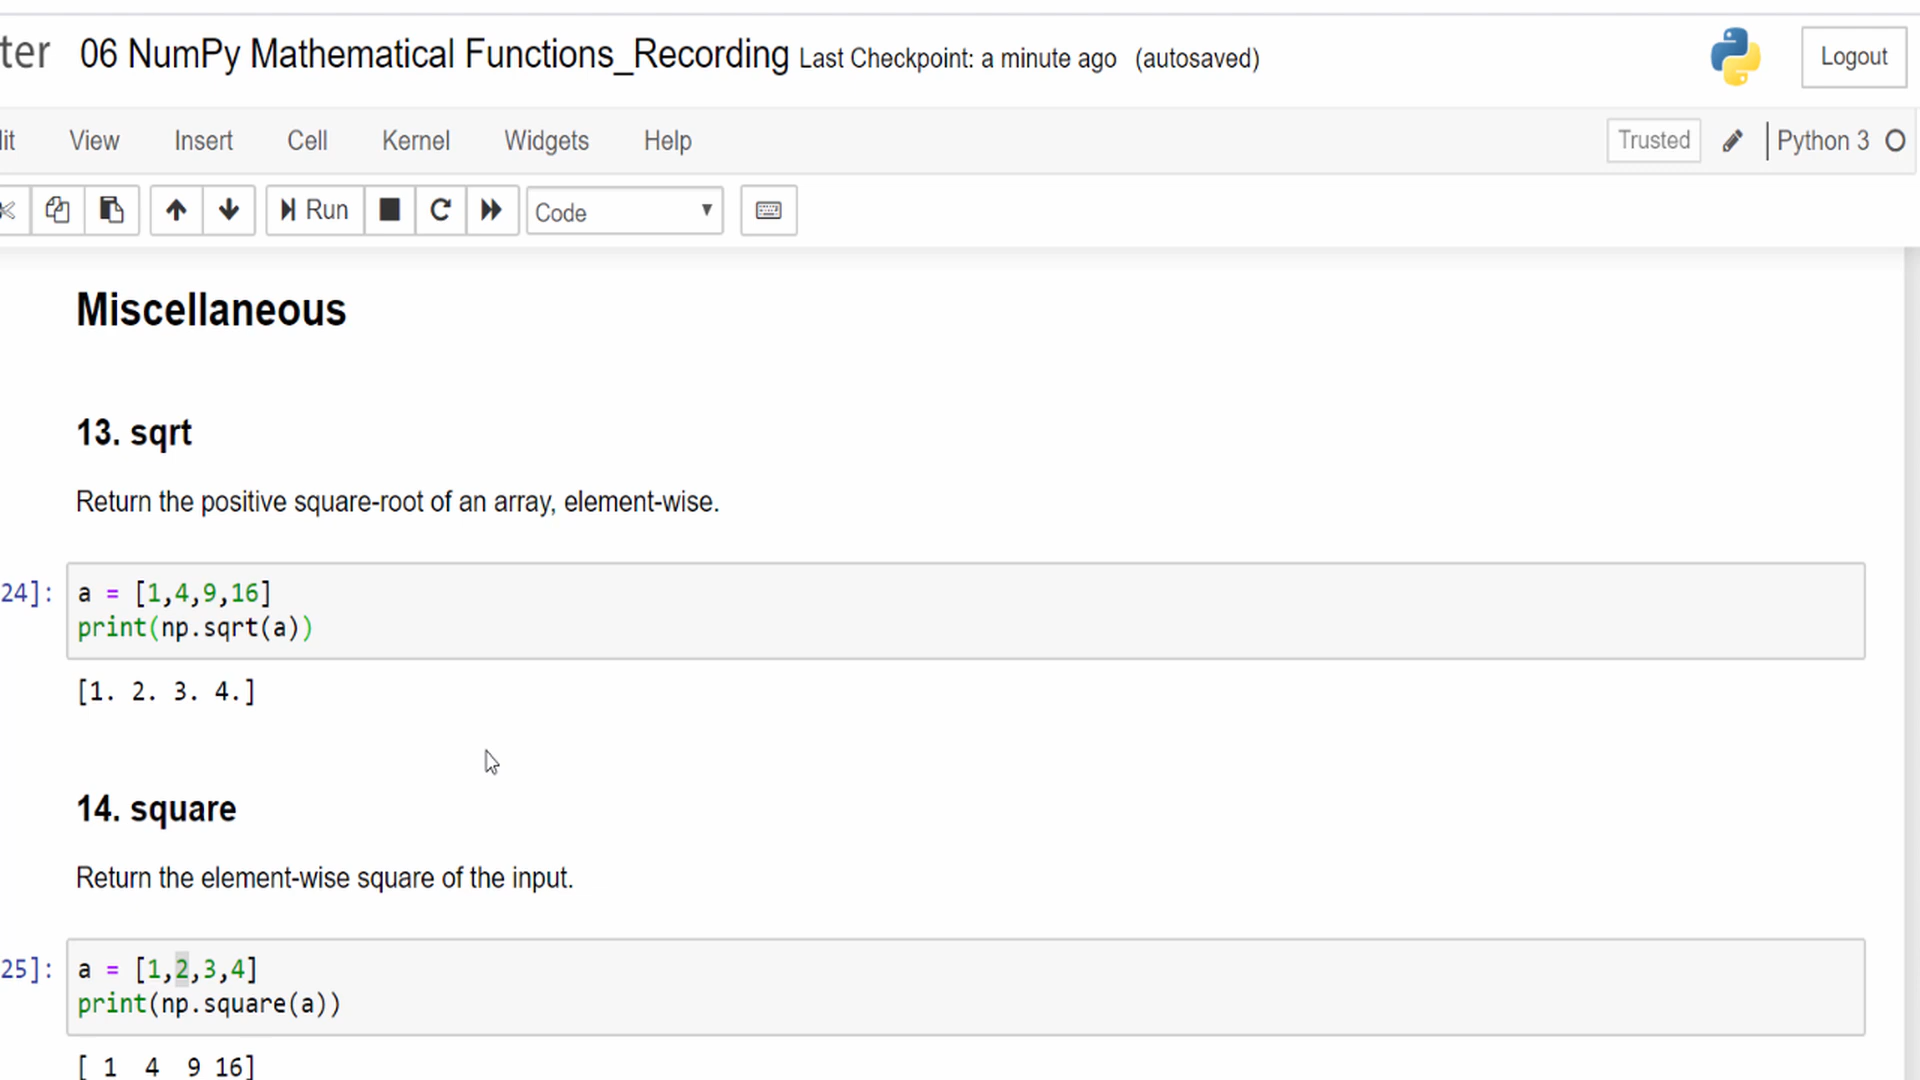 ter 06 NumPy Mathematical Functions_Recording Last Checkpoint: a minute ago (autosaved) Logout
lit View Insert Cell Kernel Widgets Help Trusted Python 3
Run Code
Miscellaneous
13. sqrt
Return the positive square-root of an array, element-wise.
24]: a = [1,4,9,16]
print(np.sqrt(a))
[1. 2. 3. 4.]
14. square
Return the element-wise square of the input.
25]: a = [1,2,3,4]
print(np.square(a))
[ 1  4  9 16]